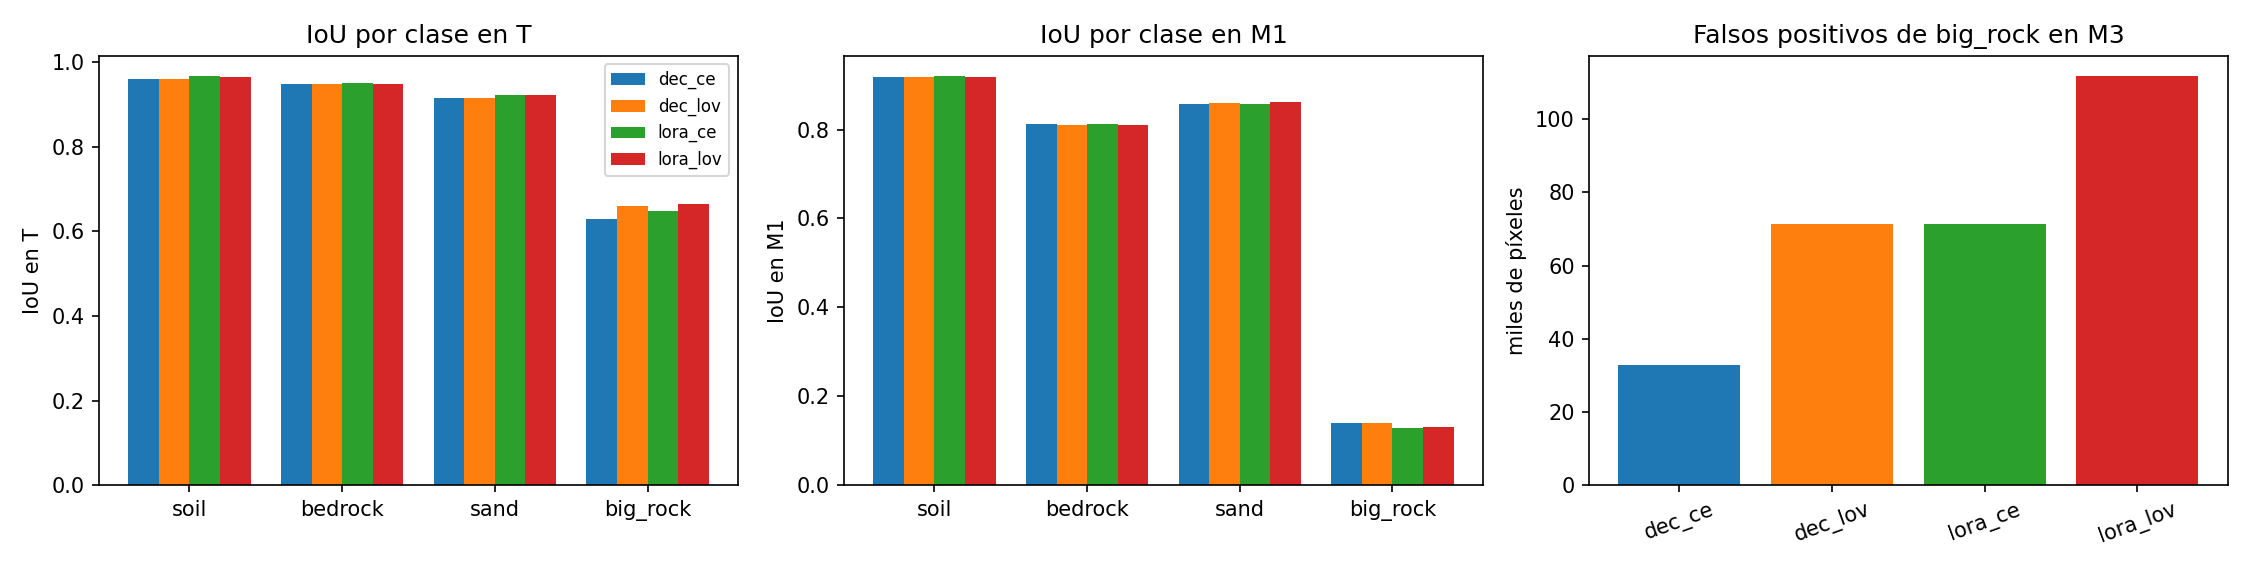 IoU por clase en T
IoU en T
1.0
0.8
0.6
0.4
0.2
0.0
soil
bedrock
sand
big_rock
dec_ce
dec_lov
lora_ce
lora_lov
IoU por clase en M1
IoU en M1
0.8
0.6
0.4
0.2
0.0
soil
bedrock
sand
big_rock
Falsos positivos de big_rock en M3
miles de píxeles
100
80
60
40
20
0
dec_ce
dec_lov
lora_ce
lora_lov